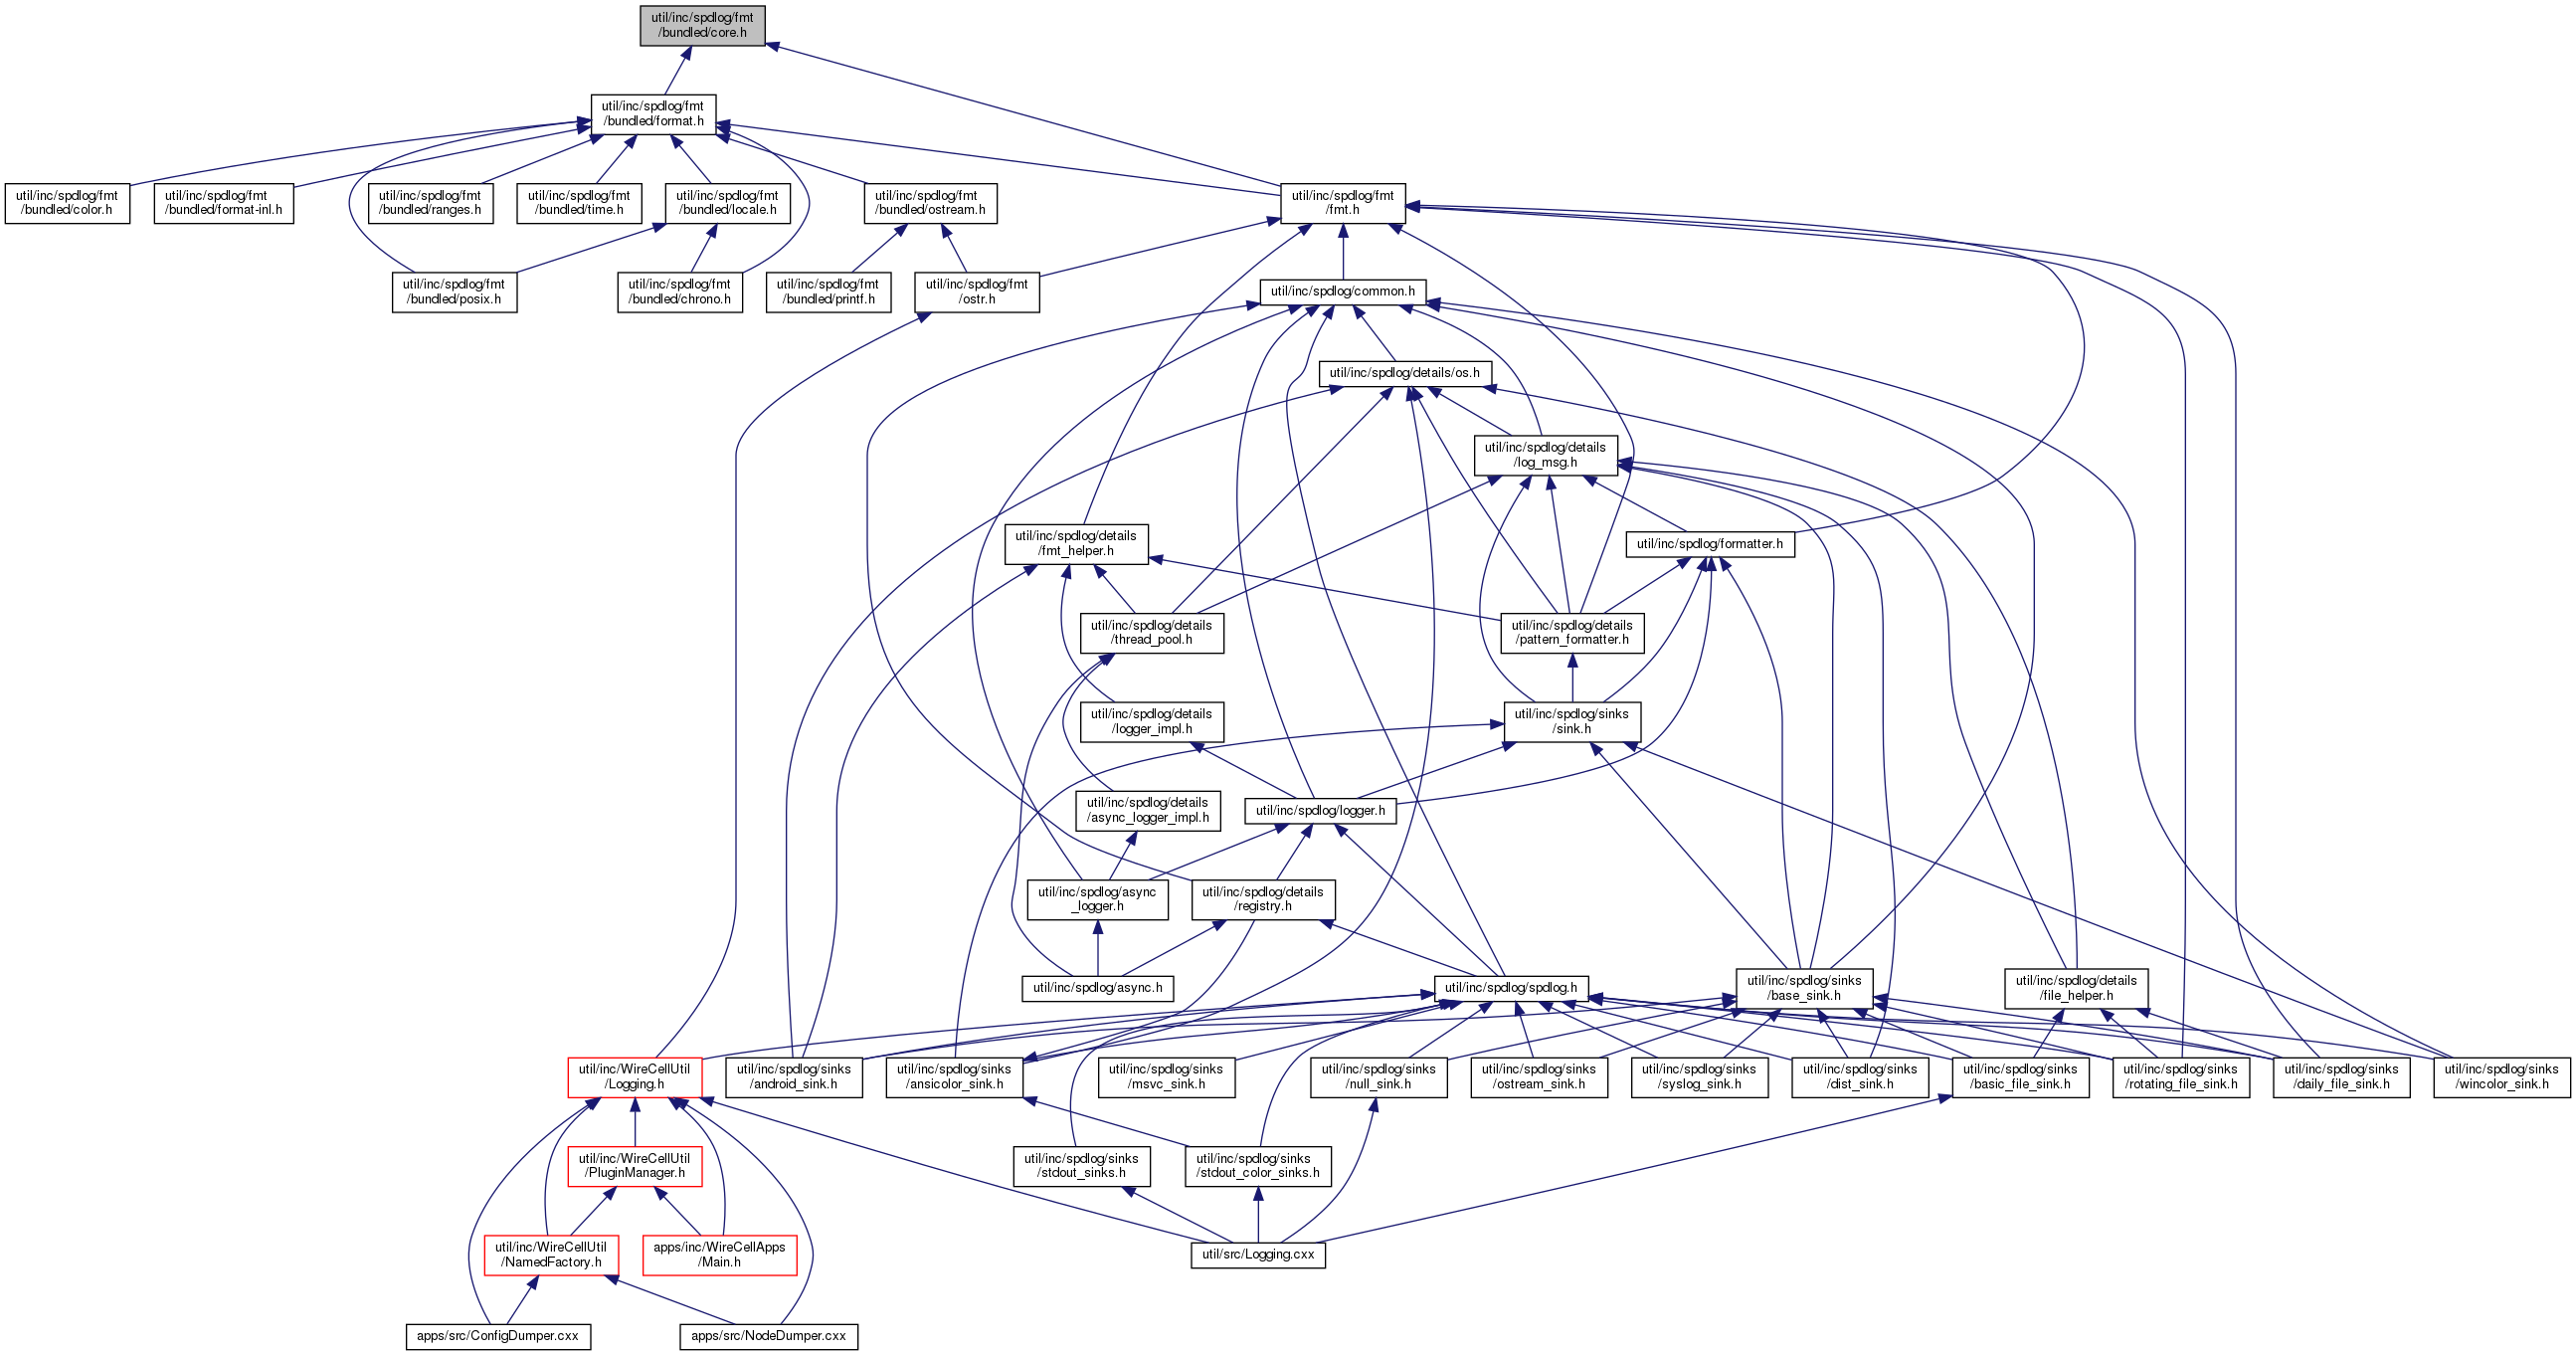 util/inc/spdlog/fmt
/bundled/core.h
util/inc/spdlog/fmt
/bundled/format.h
util/inc/spdlog/fmt
/bundled/color.h
util/inc/spdlog/fmt
/bundled/format-inl.h
util/inc/spdlog/fmt
/bundled/ranges.h
util/inc/spdlog/fmt
/bundled/time.h
util/inc/spdlog/fmt
/bundled/locale.h
util/inc/spdlog/fmt
/bundled/ostream.h
util/inc/spdlog/fmt
/fmt.h
util/inc/spdlog/fmt
/bundled/posix.h
util/inc/spdlog/fmt
/bundled/chrono.h
util/inc/spdlog/fmt
/bundled/printf.h
util/inc/spdlog/fmt
/ostr.h
util/inc/spdlog/common.h
util/inc/spdlog/details/os.h
util/inc/spdlog/details
/log_msg.h
util/inc/spdlog/details
/fmt_helper.h
util/inc/spdlog/formatter.h
util/inc/spdlog/details
/thread_pool.h
util/inc/spdlog/details
/pattern_formatter.h
util/inc/spdlog/details
/logger_impl.h
util/inc/spdlog/sinks
/sink.h
util/inc/spdlog/details
/async_logger_impl.h
util/inc/spdlog/logger.h
util/inc/spdlog/async
_logger.h
util/inc/spdlog/details
/registry.h
util/inc/spdlog/async.h
util/inc/spdlog/spdlog.h
util/inc/spdlog/sinks
/base_sink.h
util/inc/spdlog/details
/file_helper.h
util/inc/WireCellUtil
/Logging.h
util/inc/spdlog/sinks
/android_sink.h
util/inc/spdlog/sinks
/ansicolor_sink.h
util/inc/spdlog/sinks
/msvc_sink.h
util/inc/spdlog/sinks
/null_sink.h
util/inc/spdlog/sinks
/ostream_sink.h
util/inc/spdlog/sinks
/syslog_sink.h
util/inc/spdlog/sinks
/dist_sink.h
util/inc/spdlog/sinks
/basic_file_sink.h
util/inc/spdlog/sinks
/rotating_file_sink.h
util/inc/spdlog/sinks
/daily_file_sink.h
util/inc/spdlog/sinks
/wincolor_sink.h
util/inc/WireCellUtil
/PluginManager.h
util/inc/spdlog/sinks
/stdout_sinks.h
util/inc/spdlog/sinks
/stdout_color_sinks.h
util/inc/WireCellUtil
/NamedFactory.h
apps/inc/WireCellApps
/Main.h
util/src/Logging.cxx
apps/src/ConfigDumper.cxx
apps/src/NodeDumper.cxx